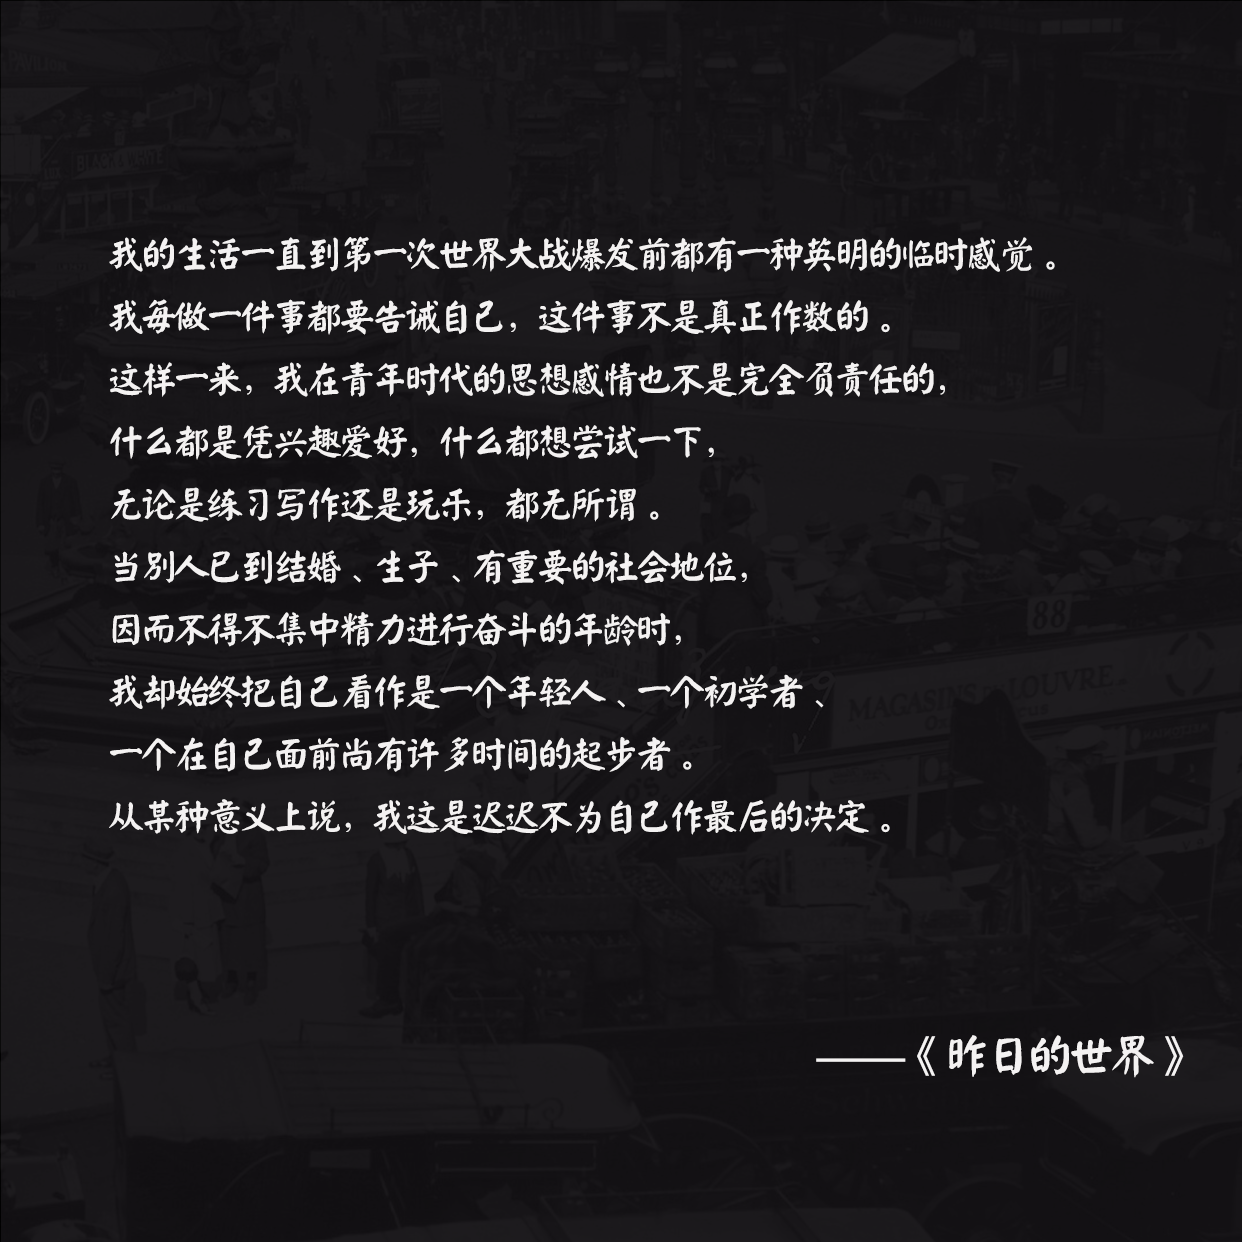 我的生活一直到第一次世界大战爆发前都有一种英明的临时感觉。
我每做一件事都要告诫自己，这件事不是真正作数的。
这样一来，我在青年时代的思想感情也不是完全负责任的，
什么都是凭兴趣爱好，什么都想尝试一下，
无论是练习写作还是玩乐，都无所谓。
当别人已到结婚、生子、有重要的社会地位，
因而不得不集中精力进行奋斗的年龄时，
我却始终把自己看作是一个年轻人、一个初学者、
一个在自己面前尚有许多时间的起步者。
从某种意义上说，我这是迟迟不为自己作最后的决定。
——《昨日的世界》
88
MAGASINS LOUVRE